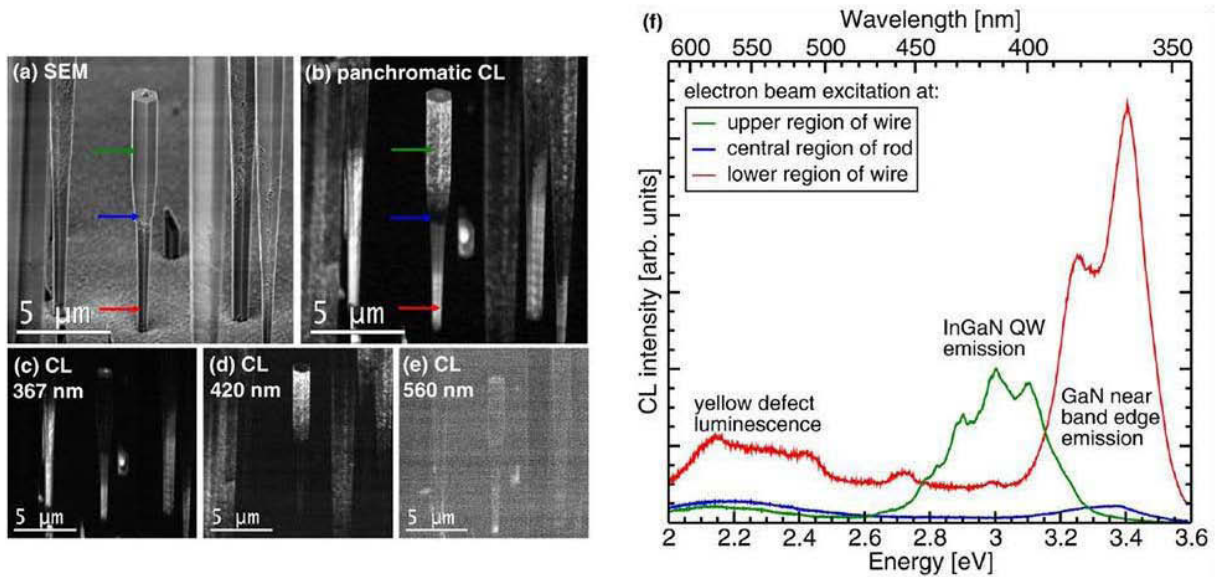 (a) SEM
5 μm
(b) panchromatic CL
5 μm
(c) CL
367 nm
5 μm
(d) CL
420 nm
5 μm
(e) CL
560 nm
5 μm
(f)
Wavelength [nm]
600 550 500 450 400 350
electron beam excitation at:
upper region of wire
central region of rod
lower region of wire
InGaN QW
emission
yellow defect
luminescence
GaN near
band edge
emission
CL intensity [arb. units]
2 2.2 2.4 2.6 2.8 3 3.2 3.4 3.6
Energy [eV]